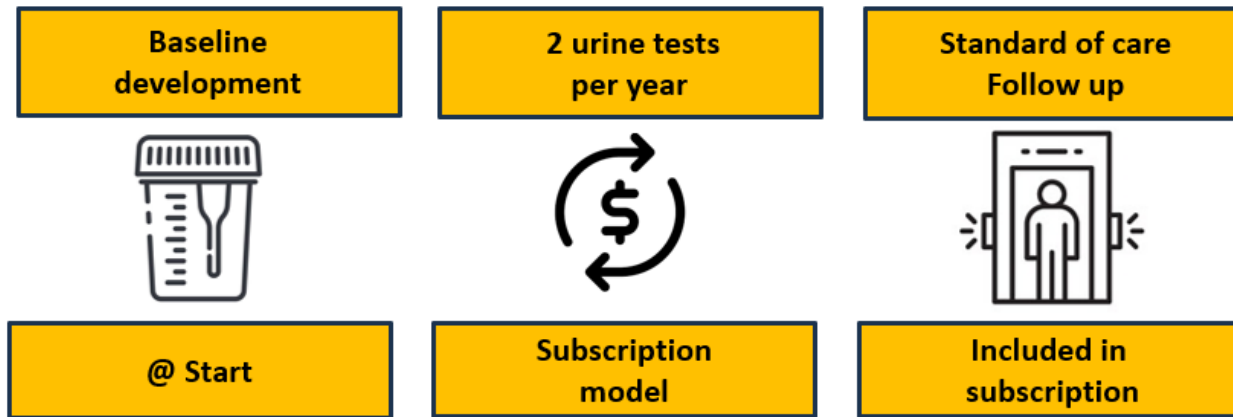 Baseline
development
2 urine tests
per year
Standard of care
Follow up
$
@ Start
Subscription
model
Included in
subscription